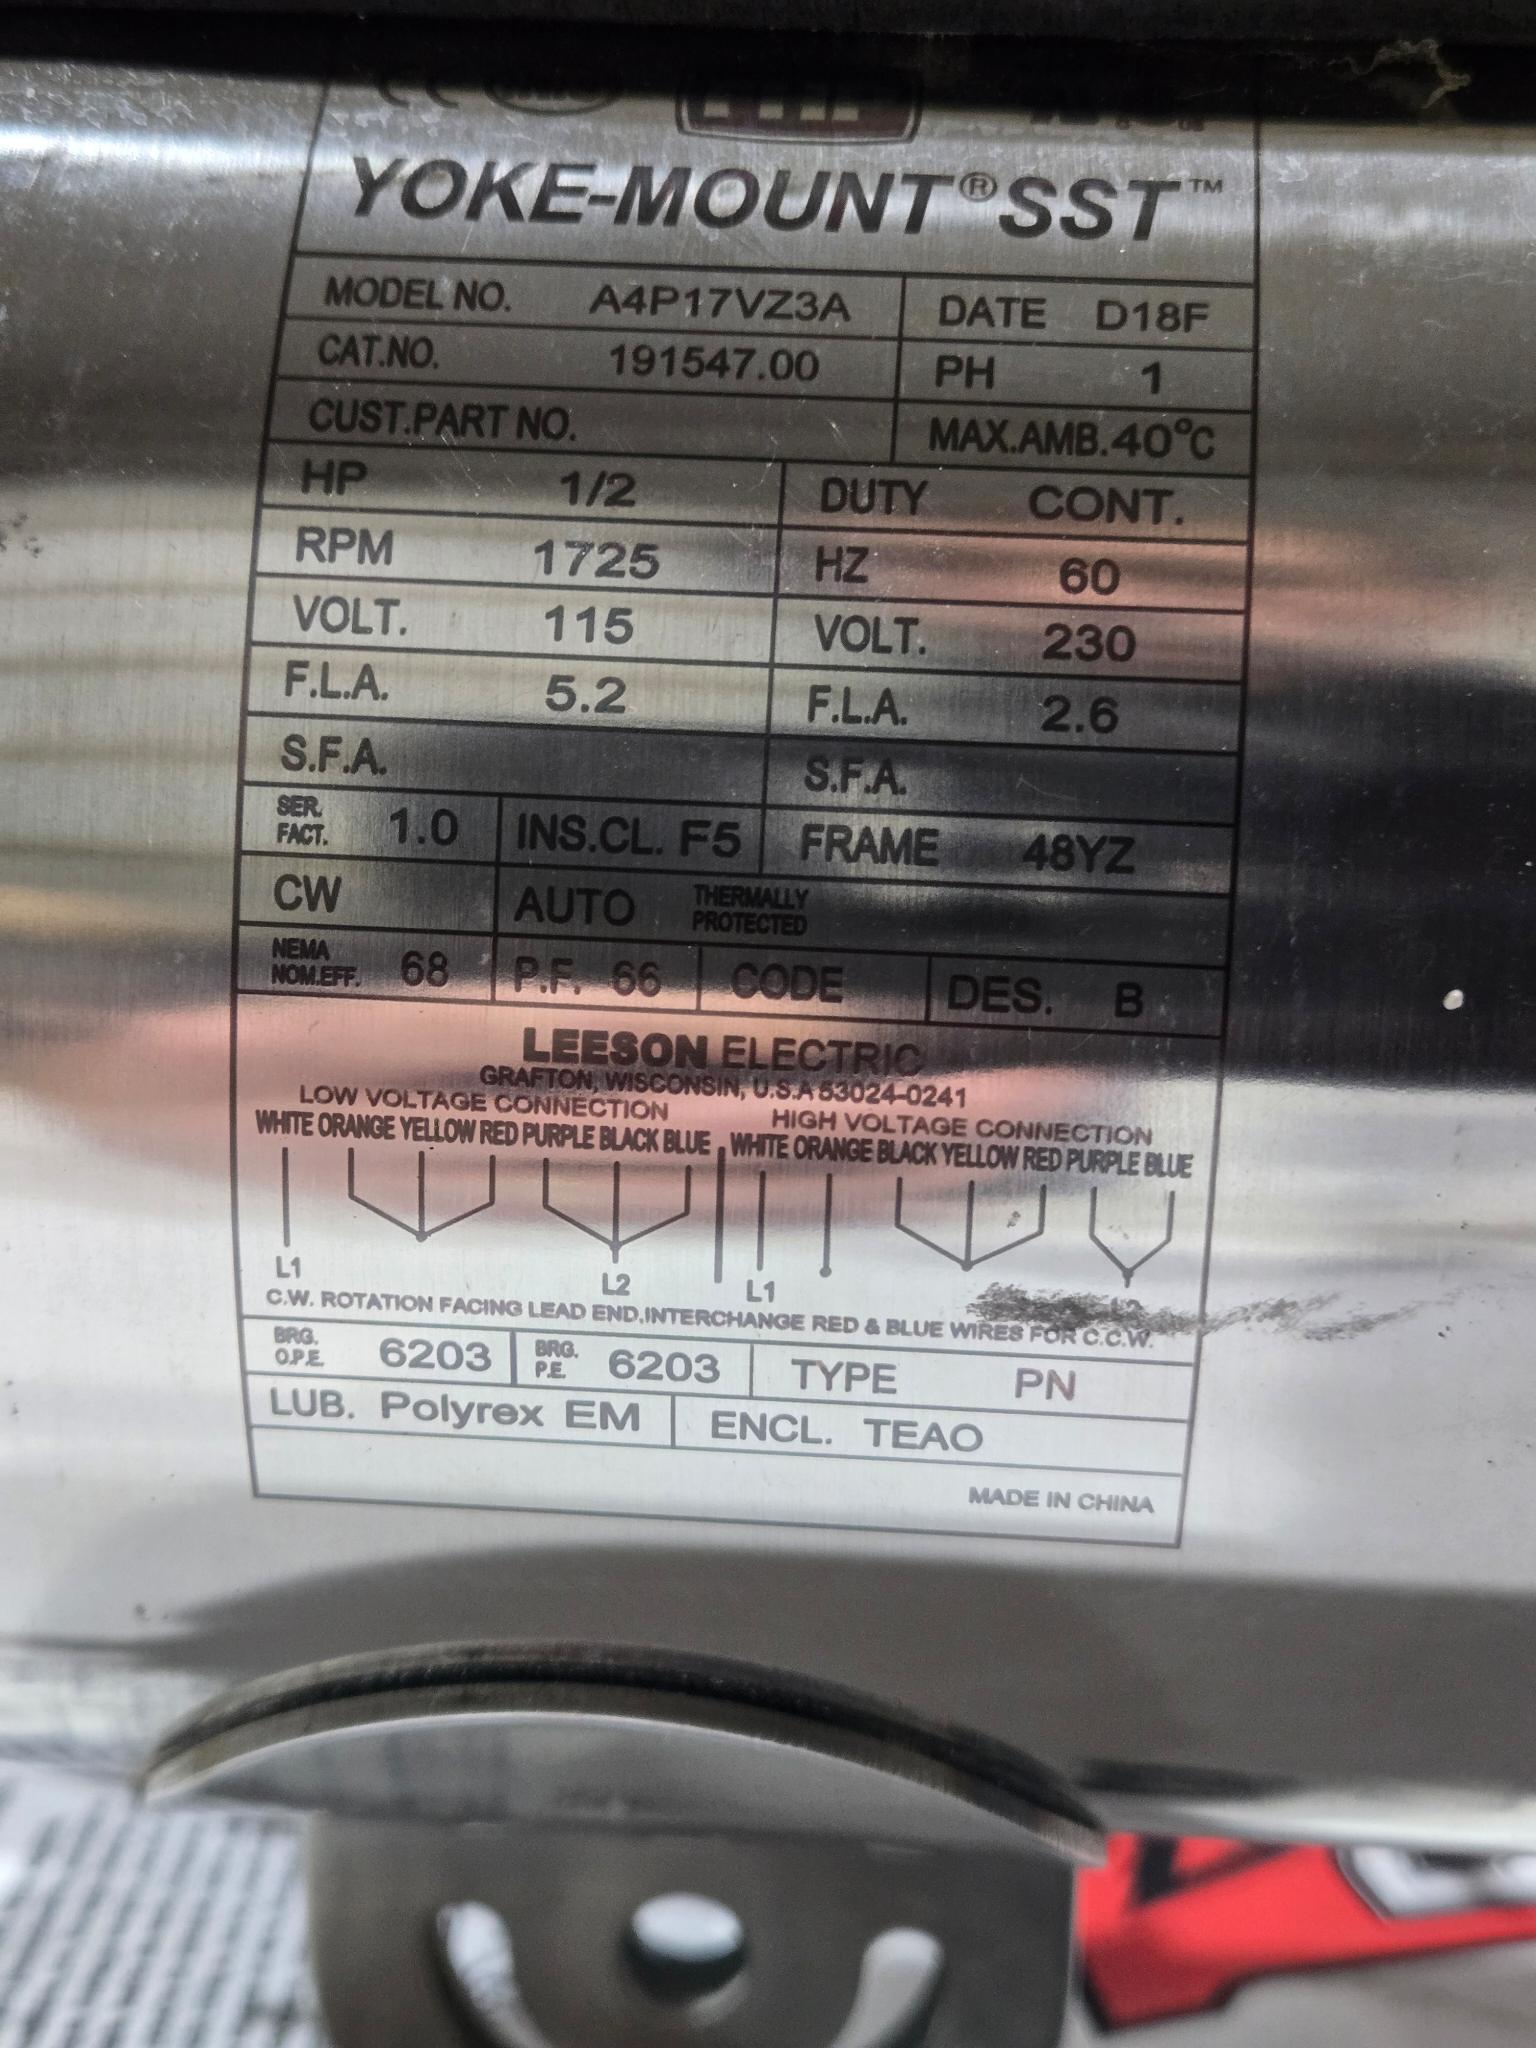 YOKE-MOUNT®SST™
MODEL NO. A4P17VZ3A DATE D18F
CAT.NO. 191547.00 PH 1
CUST.PART NO. MAX.AMB.40°C
HP 1/2 DUTY CONT.
RPM 1725 HZ 60
VOLT. 115 VOLT. 230
F.L.A. 5.2 F.L.A. 2.6
S.F.A. S.F.A.
SER. FACT. 1.0 INS.CL. F5 FRAME 48YZ
CW AUTO THERMALLY PROTECTED
NEMA NOM.EFF. 68 P.F. 66 CODE DES. B
LEESON ELECTRIC
GRAFTON, WISCONSIN, U.S.A 53024-0241
LOW VOLTAGE CONNECTION HIGH VOLTAGE CONNECTION
WHITE ORANGE YELLOW RED PURPLE BLACK BLUE WHITE ORANGE BLACK YELLOW RED PURPLE BLUE
L1 L2 L1
C.W. ROTATION FACING LEAD END.INTERCHANGE RED & BLUE WIRES FOR C.C.W.
BRG. O.P.E. 6203 BRG. P.E. 6203 TYPE PN
LUB. Polyrex EM ENCL. TEAO
MADE IN CHINA